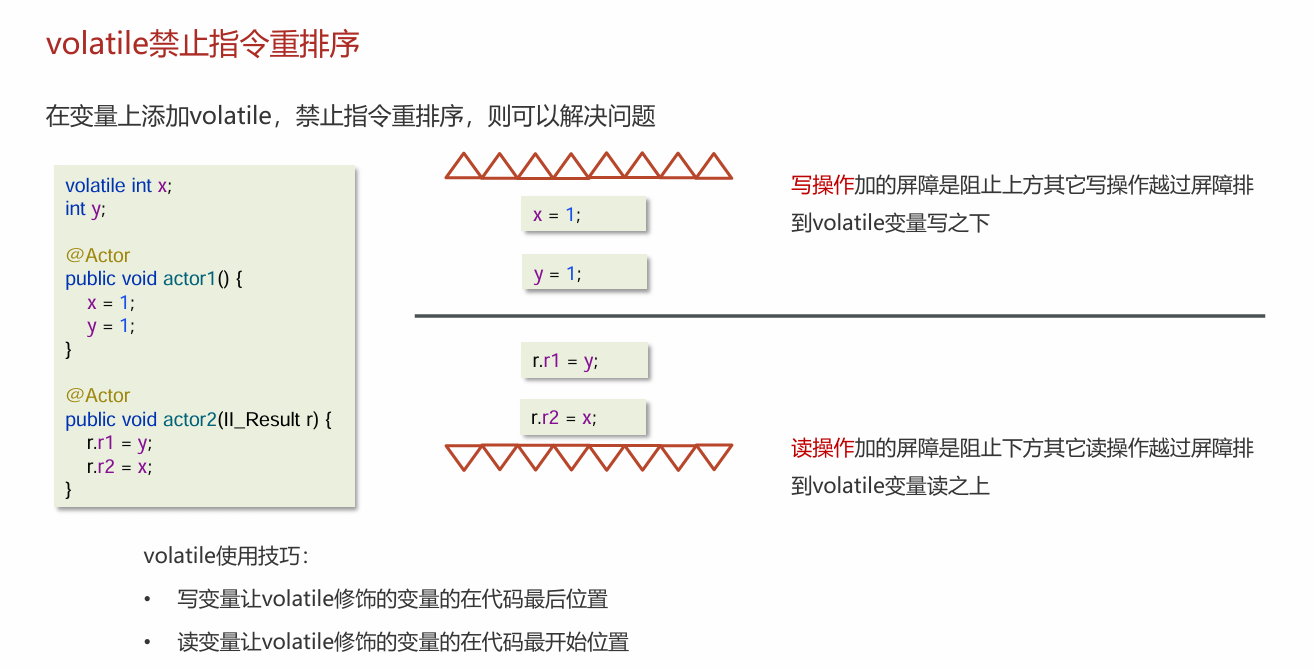 volatile禁止指令重排序
在变量上添加volatile，禁止指令重排序，则可以解决问题
volatile int x;
int y;
@Actor
public void actor1() {
x = 1;
y = 1;
}
@Actor
public void actor2(II_Result r) {
r.r1 = y;
r.r2 = x;
}
x = 1;
y = 1;
写操作加的屏障是阻止上方其它写操作越过屏障排
到volatile变量写之下
r.r1 = y;
r.r2 = x;
读操作加的屏障是阻止下方其它读操作越过屏障排
到volatile变量读之上
volatile使用技巧：
• 写变量让volatile修饰的变量的在代码最后位置
• 读变量让volatile修饰的变量的在代码最开始位置